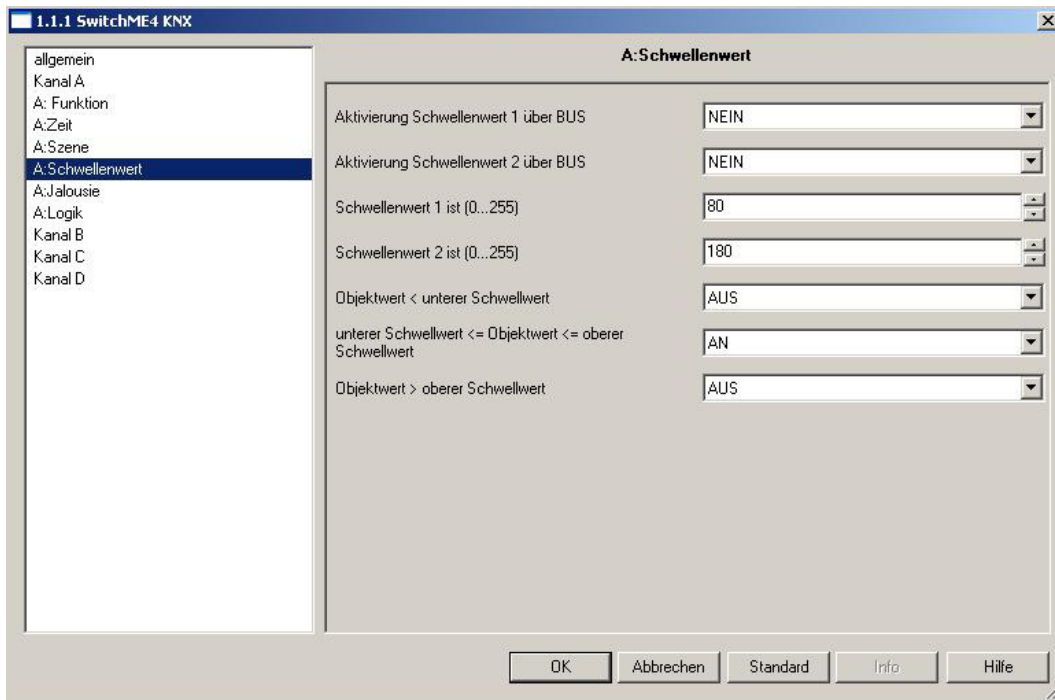 1.1.1 SwitchME4 KNX
allgemein
Kanal A
A: Funktion
A:Zeit
A:Szene
A:Schwellenwert
A:Jalousie
A:Logik
Kanal B
Kanal C
Kanal D
A:Schwellenwert
Aktivierung Schwellenwert 1 über BUS
NEIN
Aktivierung Schwellenwert 2 über BUS
NEIN
Schwellenwert 1 ist (0...255)
80
Schwellenwert 2 ist (0...255)
180
Objektwert < unterer Schwellwert
AUS
unterer Schwellwert <= Objektwert <= oberer
Schwellwert
AN
Objektwert > oberer Schwellwert
AUS
OK
Abbrechen
Standard
Info
Hilfe